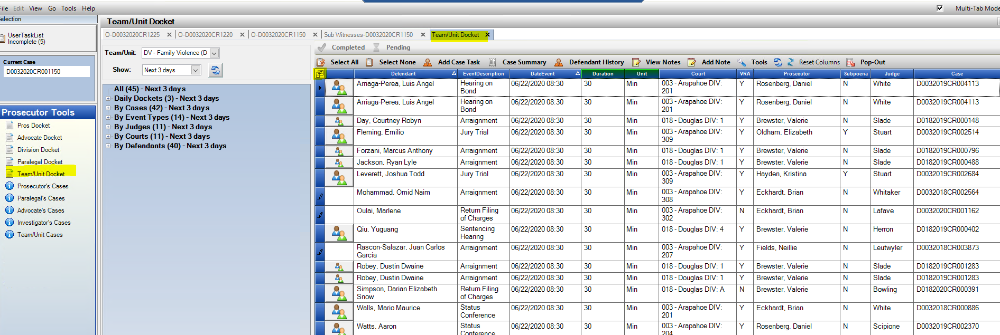 File Edit View Go Tools Help
Multi-Tab Mode
Selection
Team/Unit Docket
UserTaskList
Incomplete (5)
O-D0032020CR1225 O-D0032020CR1220 O-D0032020CR1150 Sub Witnesses-D0032020CR1150 Team/Unit Docket
Team/Unit: DV - Family Violence (D
Completed Pending
Current Case
D0032020CR001150
Show: Next 3 days
Select All Select None Add Case Task Case Summary Defendant History View Notes Add Note Tools Reset Columns Pop-Out
All (45) - Next 3 days
Daily Dockets (3) - Next 3 days
By Cases (42) - Next 3 days
By Event Types (14) - Next 3 days
By Judges (11) - Next 3 days
By Courts (11) - Next 3 days
By Defendants (40) - Next 3 days
Prosecutor Tools
Pros Docket
Advocate Docket
Division Docket
Paralegal Docket
Team/Unit Docket
Prosecutor's Cases
Paralegal's Cases
Advocate's Cases
Investigator's Cases
Team/Unit Cases
Defendant EventDescription DateEvent Duration Unit Court VRA Prosecutor Subpoena Judge Case
Arriaga-Perea, Luis Angel Hearing on 06/22/2020 08:30 30 Min 003 - Arapahoe DIV: Y Rosenberg, Daniel N White D0032019CR004113
Bond 201
Arriaga-Perea, Luis Angel Hearing on 06/22/2020 08:30 30 Min 003 - Arapahoe DIV: Y Rosenberg, Daniel N White D0032019CR004113
Bond 201
Day, Courtney Robyn Arraignment 06/22/2020 08:30 30 Min 018 - Douglas DIV: 1 Y Brewster, Valerie N Slade D0182019CR000148
Fleming, Emilio Jury Trial 06/22/2020 08:30 30 Min 003 - Arapahoe DIV: Y Oldham, Elizabeth Y Stuart D0032019CR002514
309
Forzani, Marcus Anthony Arraignment 06/22/2020 08:30 30 Min 018 - Douglas DIV: 1 Y Brewster, Valerie N Slade D0182019CR000796
Jackson, Ryan Lyle Arraignment 06/22/2020 08:30 30 Min 018 - Douglas DIV: 1 Y Brewster, Valerie N Slade D0182019CR000488
Leverett, Joshua Todd Jury Trial 06/22/2020 08:30 30 Min 003 - Arapahoe DIV: Y Hayden, Kristina Y Stuart D0032019CR002684
309
Mohammad, Omid Naim Arraignment 06/22/2020 08:30 30 Min 003 - Arapahoe DIV: Y Eckhardt, Brian N Whitaker D0032018CR002564
308
Oulai, Marlene Return Filing 06/22/2020 08:30 30 Min 003 - Arapahoe DIV: N Eckhardt, Brian N Lafave D0032020CR001162
of Charges 302
Qiu, Yuguang Sentencing 06/22/2020 08:30 30 Min 018 - Douglas DIV: 4 Y Brewster, Valerie N Herron D0182019CR000402
Hearing
Rascon-Salazar, Juan Carlos Arraignment 06/22/2020 08:30 30 Min 003 - Arapahoe DIV: Y Fields, Neillie N Leutwyler D0032018CR003873
Garcia 207
Robey, Dustin Dwaine Arraignment 06/22/2020 08:30 30 Min 018 - Douglas DIV: 1 Y Brewster, Valerie N Slade D0182019CR001283
Robey, Dustin Dwaine Arraignment 06/22/2020 08:30 30 Min 018 - Douglas DIV: 1 Y Brewster, Valerie N Slade D0182019CR001283
Simpson, Darian Elizabeth Return Filing 06/22/2020 08:30 30 Min 018 - Douglas DIV: A N Brewster, Valerie N Bowling D0182020CR000391
Snow of Charges
Walls, Mario Maurice Status 06/22/2020 08:30 30 Min 003 - Arapahoe DIV: Y Eckhardt, Brian N White D0032018CR000886
Conference 201
Watts, Aaron Status 06/22/2020 08:30 30 Min 003 - Arapahoe DIV: Y Rosenberg, Daniel N Scipione D0032019CR002370
Conference 204